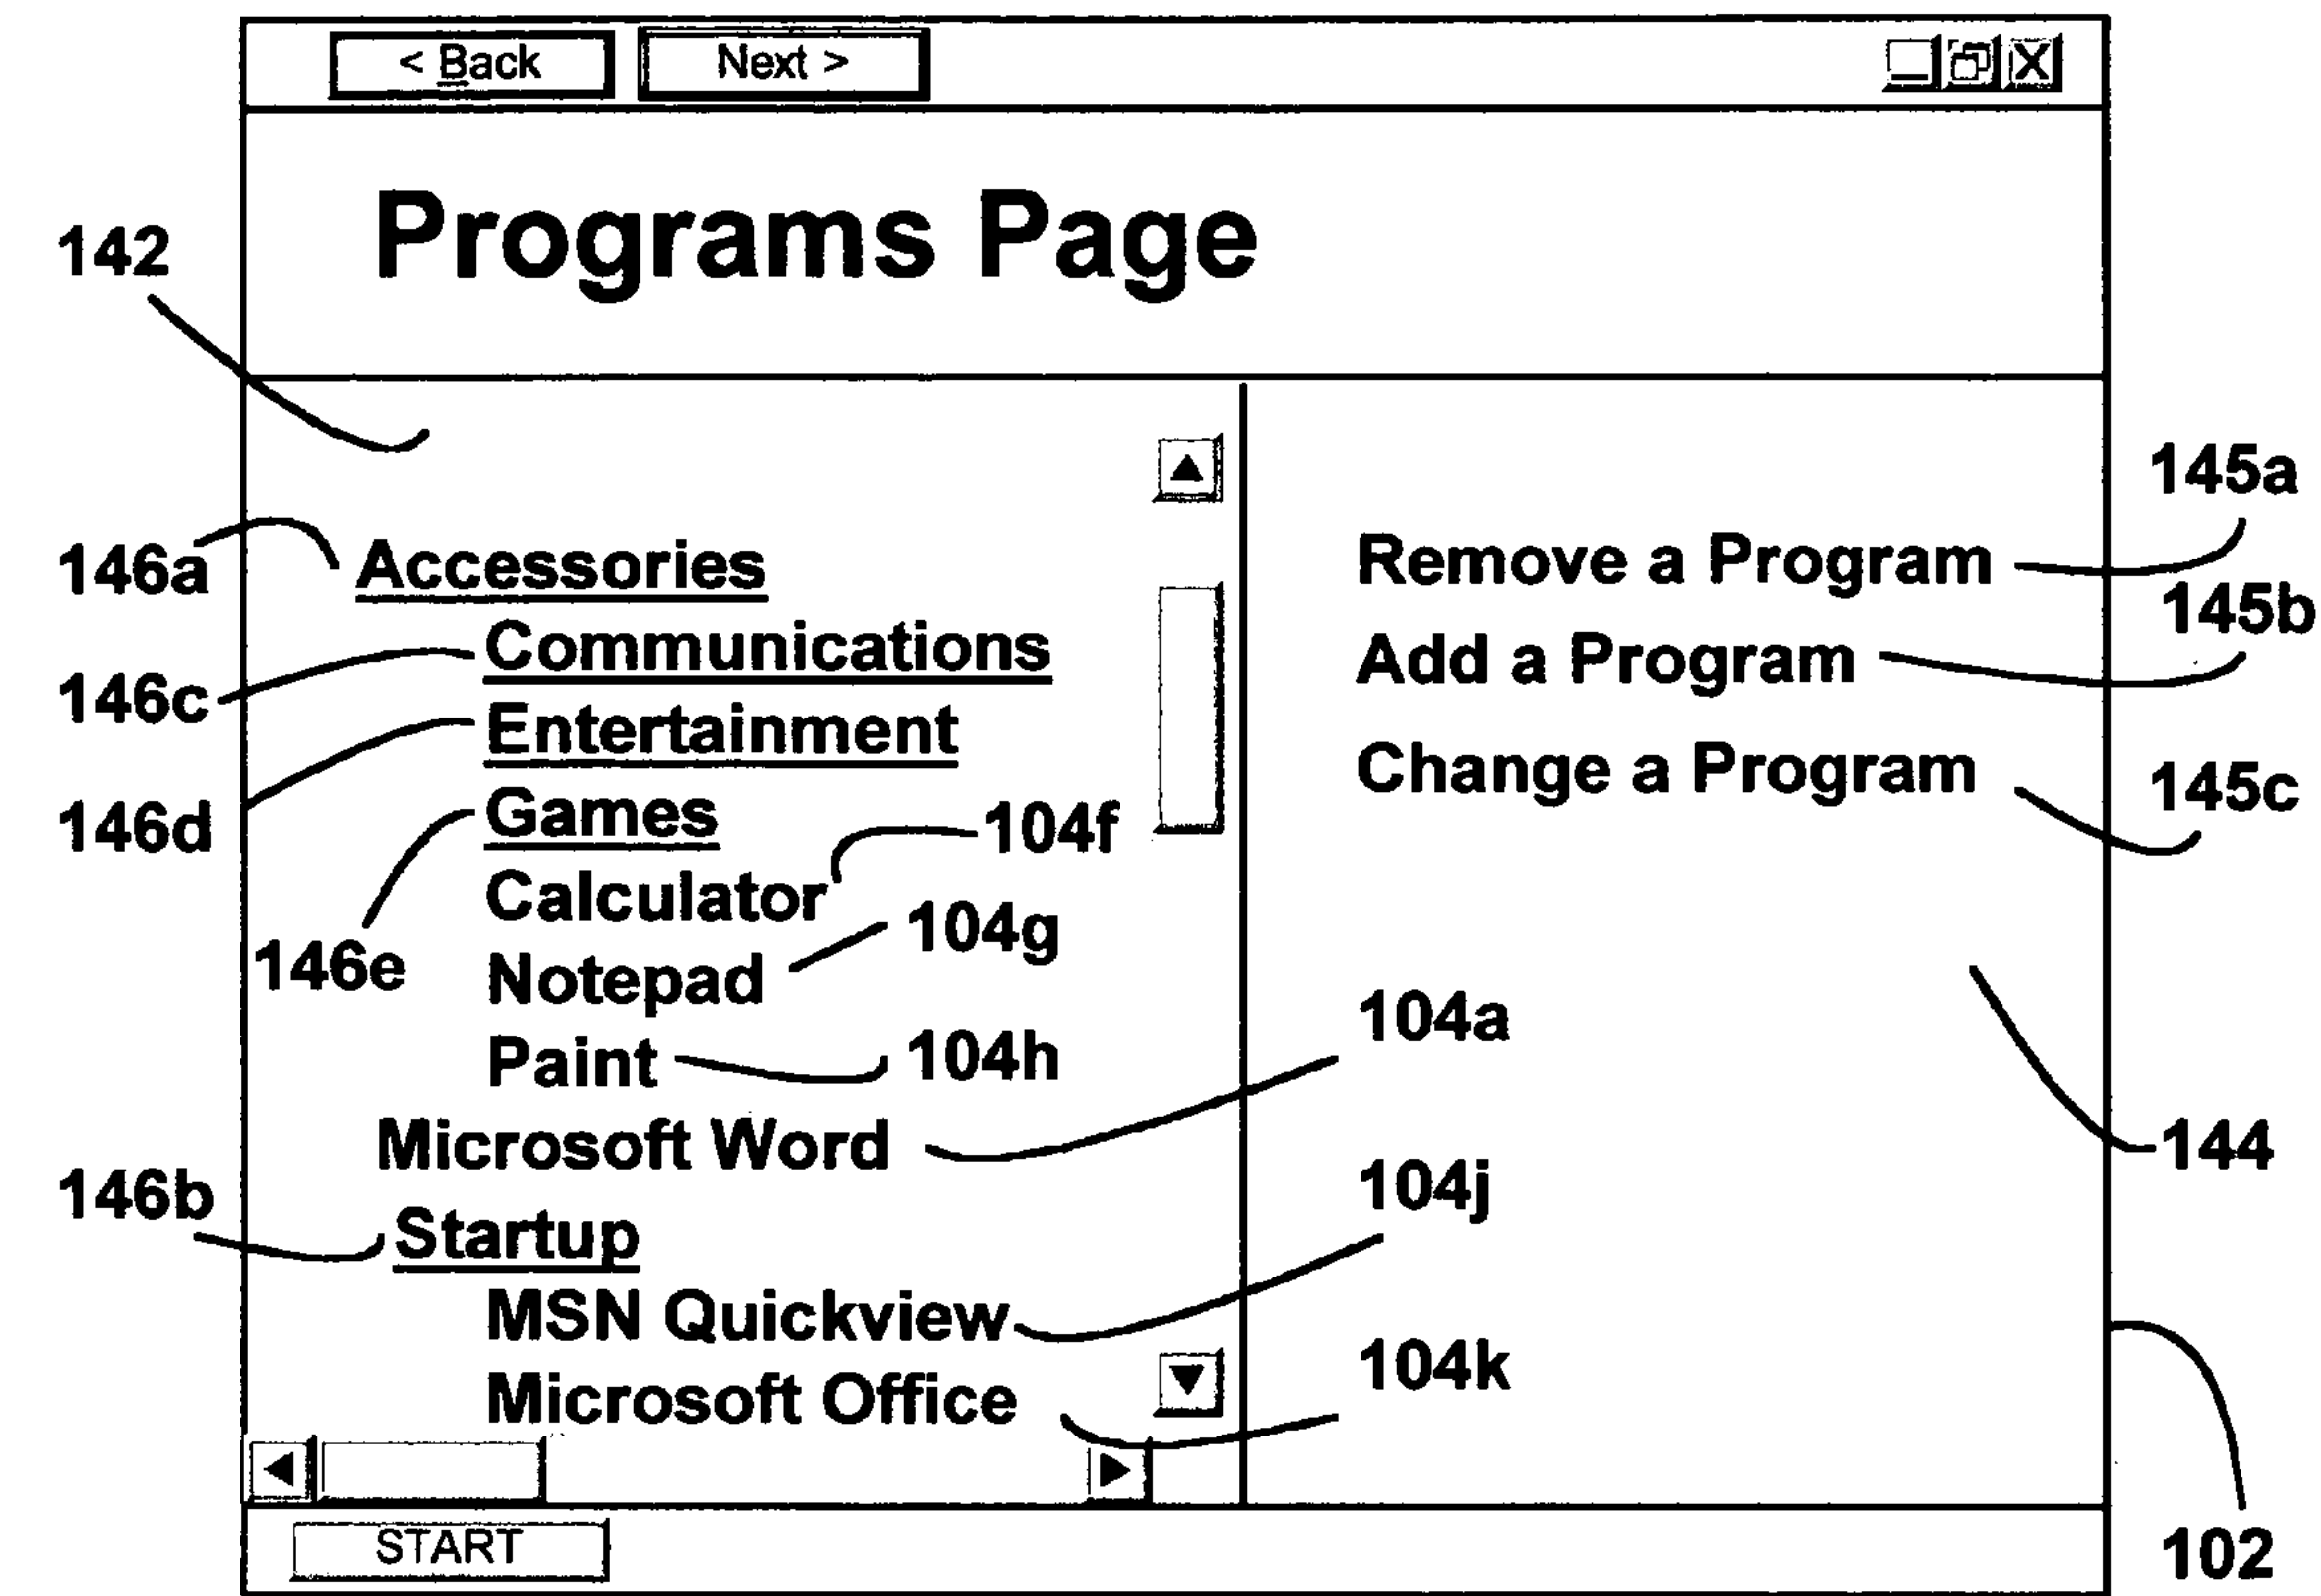 < Back Next >
Programs Page
142
145a
146a Accessories Remove a Program
145b
Communications Add a Program
146c
Entertainment
Change a Program 145c
146d Games 104f
Calculator
104g
146e Notepad
104a
Paint 104h
Microsoft Word 144
146b 104j
Startup
MSN Quickview
104k
Microsoft Office
START 102